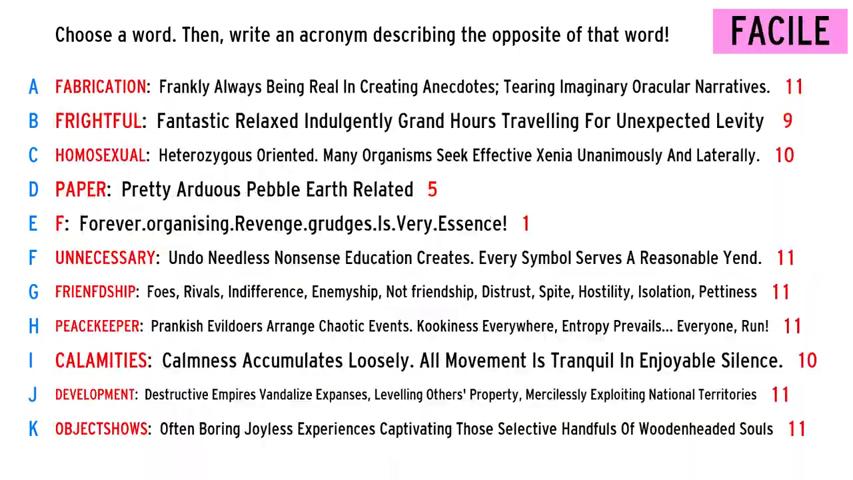 Choose a word. Then, write an acronym describing the opposite of that word! FACILE
A FABRICATION: Frankly Always Being Real In Creating Anecdotes; Tearing Imaginary Oracular Narratives. 11
B FRIGHTFUL: Fantastic Relaxed Indulgently Grand Hours Travelling For Unexpected Levity 9
C HOMOSEXUAL: Heterozygous Oriented. Many Organisms Seek Effective Xenia Unanimously And Laterally. 10
D PAPER: Pretty Arduous Pebble Earth Related 5
E F: Forever.organising.Revenge.grudges.Is.Very.Essence! 1
F UNNECESSARY: Undo Needless Nonsense Education Creates. Every Symbol Serves A Reasonable Yend. 11
G FRIENFDSHIP: Foes, Rivals, Indifference, Enemyship, Not friendship, Distrust, Spite, Hostility, Isolation, Pettiness 11
H PEACEKEEPER: Prankish Evildoers Arrange Chaotic Events. Kookiness Everywhere, Entropy Prevails... Everyone, Run! 11
I CALAMITIES: Calmness Accumulates Loosely. All Movement Is Tranquil In Enjoyable Silence. 10
J DEVELOPMENT: Destructive Empires Vandalize Expanses, Levelling Others' Property, Mercilessly Exploiting National Territories 11
K OBJECTSHOWS: Often Boring Joyless Experiences Captivating Those Selective Handfuls Of Woodenheaded Souls 11